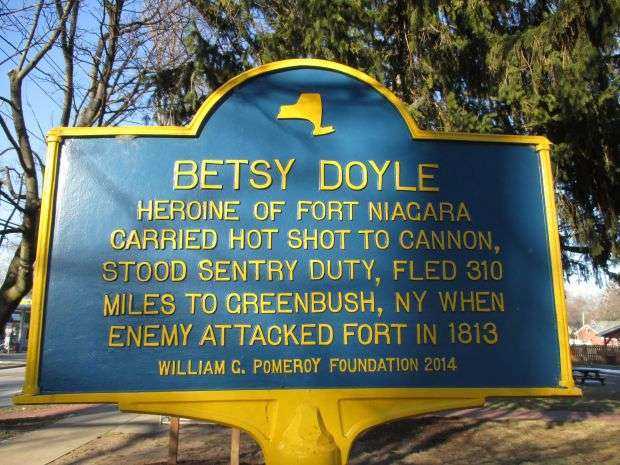 BETSY DOYLE
HEROINE OF FORT NIAGARA
CARRIED HOT SHOT TO CANNON,
STOOD SENTRY DUTY, FLED 310
MILES TO GREENBUSH, NY WHEN
ENEMY ATTACKED FORT IN 1813
WILLIAM G. POMEROY FOUNDATION 2014